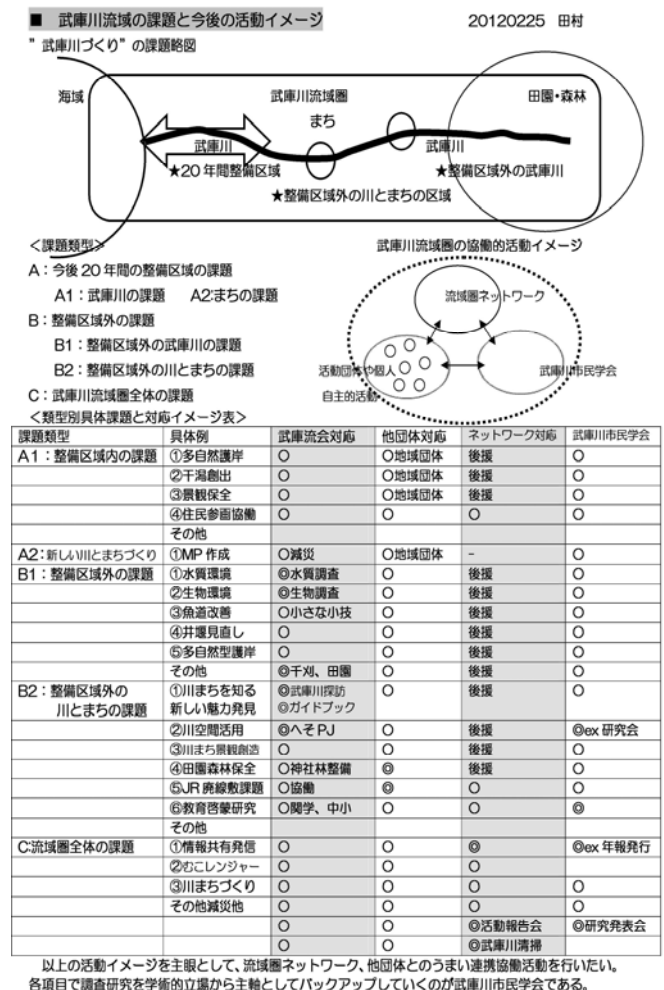 ■ 武庫川流域の課題と今後の活動イメージ 20120225 田村
”武庫川づくり”の課題略図
海域 武庫川流域圏 田園・森林
まち
武庫川 武庫川
★20年間整備区域 ★整備区域外の武庫川
★整備区域外の川とまちの区域
＜課題類型＞ 武庫川流域圏の協働的活動イメージ
A：今後20年間の整備区域の課題
A1：武庫川の課題 A2:まちの課題
流域圏ネットワーク
B：整備区域外の課題
B1：整備区域外の武庫川の課題
B2：整備区域外の川とまちの課題
活動団体や個人 武庫川市民学会
自主的活動
C：武庫川流域圏全体の課題
＜類型別具体課題と対応イメージ表＞
課題類型 具体例 武庫流会対応 他団体対応 ネットワーク対応 武庫川市民学会
A1：整備区域内の課題 ①多自然護岸 ○ ○地域団体 後援 ○
②干潟創出 ○ ○地域団体 後援 ○
③景観保全 ○ ○地域団体 後援 ○
④住民参画協働 ○ ○ ○ ○
その他
A2:新しい川とまちづくり ①MP作成 ○減災 ○地域団体 - ○
B1：整備区域外の課題 ①水質環境 ◎水質調査 ○ 後援 ○
②生物環境 ◎生物調査 ○ 後援 ○
③魚道改善 ○小さな小技 ○ 後援 ○
④井堰見直し ○ ○ 後援 ○
⑤多自然型護岸 ○ ○ 後援 ○
その他 ◎千刈、田園 ○ 後援 ○
B2：整備区域外の ①川まちを知る ◎武庫川探訪 ○ 後援 ○
川とまちの課題 新しい魅力発見 ◎ガイドブック
②川空間活用 ◎へそPJ ○ 後援 ◎ex 研究会
③川まち景観創造 ○ ○ 後援 ○
④田園森林保全 ○神社林整備 ◎ 後援 ○
⑤JR廃線敷課題 ○協働 ◎ ○ ○
⑥教育啓蒙研究 ○関学、中小 ○ ○ ◎
その他
C:流域圏全体の課題 ①情報共有発信 ○ ○ ◎ ◎ex 年報発行
②むこレンジャー ○ ○ ○
③川まちづくり ○ ○ ○ ○
その他減災他 ○ ○ ○ ○
○ ○ ◎活動報告会 ◎研究発表会
○ ○ ◎武庫川清掃
以上の活動イメージを主眼として、流域圏ネットワーク、他団体とのうまい連携協働活動を行いたい。
各項目で調査研究を学術的立場から主軸としてバックアップしていくのが武庫川市民学会である。